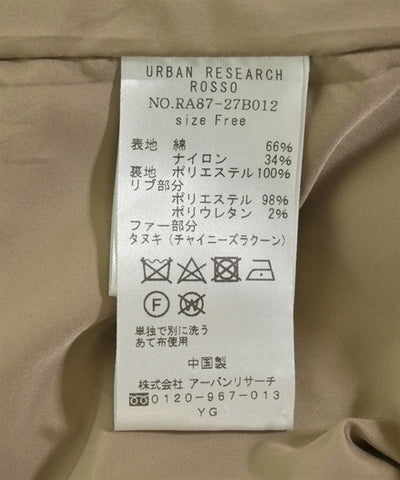 URBAN RESEARCH
ROSSO
NO.RA87-27B012
size Free
表地 綿 66%
ナイロン 34%
裏地 ポリエステル 100%
リブ部分
ポリエステル 98%
ポリウレタン 2%
ファー部分
タヌキ(チャイニーズラクーン)
F W
単独で別に洗う
あて布使用
中国製
株式会社 アーバンリサーチ
0120-967-013
YG